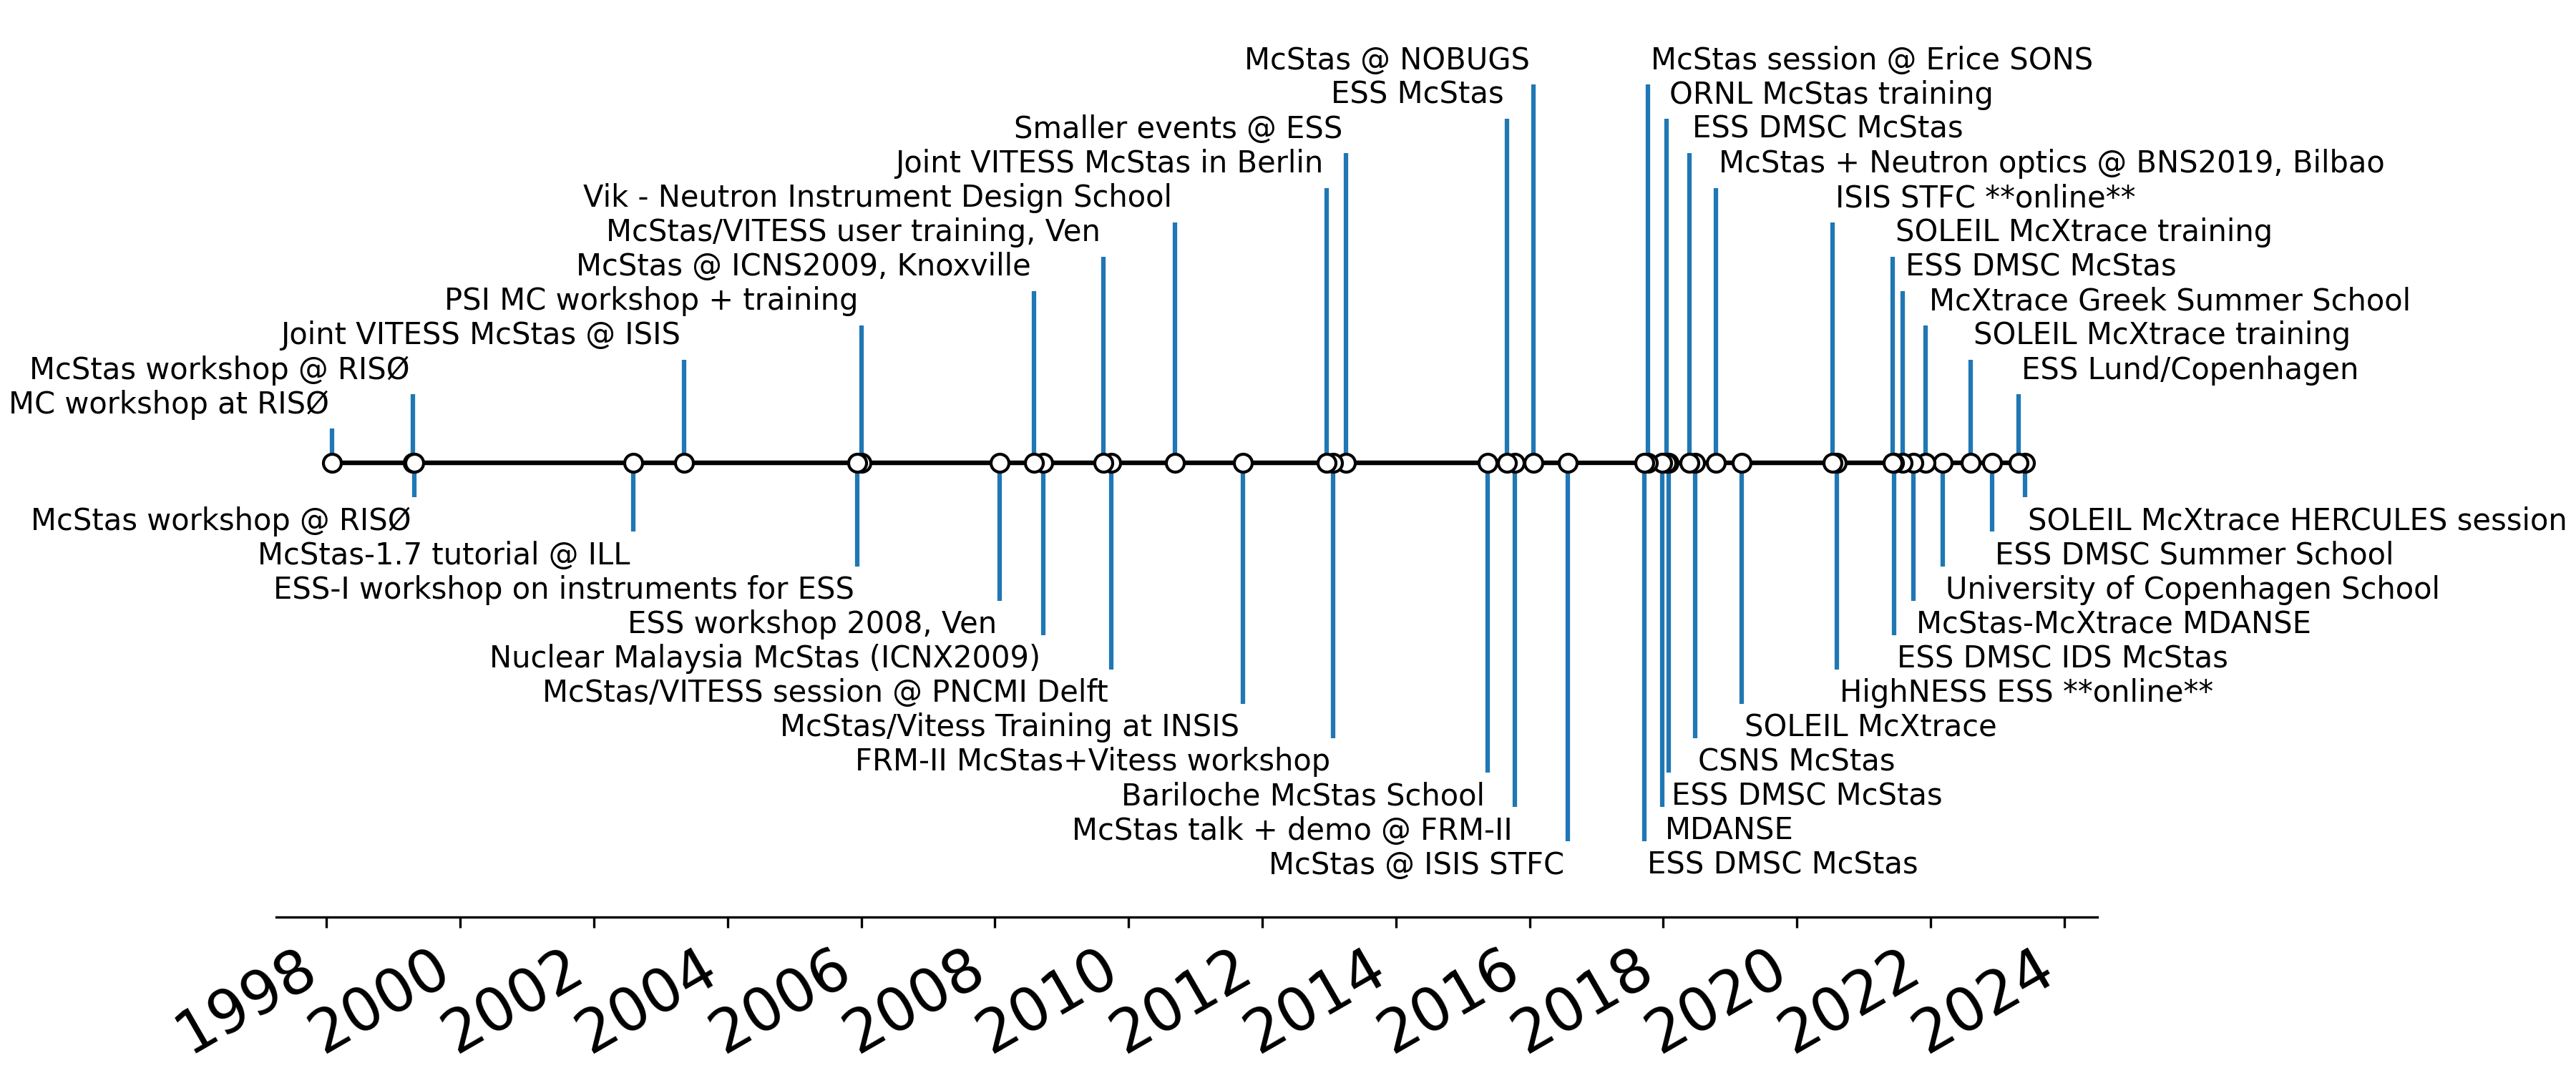 McStas @ NOBUGS
McStas session @ Erice SONS
ESS McStas
ORNL McStas training
Smaller events @ ESS
ESS DMSC McStas
Joint VITESS McStas in Berlin
McStas + Neutron optics @ BNS2019, Bilbao
Vik - Neutron Instrument Design School
ISIS STFC **online**
McStas/VITESS user training, Ven
SOLEIL McXtrace training
McStas @ ICNS2009, Knoxville
ESS DMSC McStas
PSI MC workshop + training
McXtrace Greek Summer School
Joint VITESS McStas @ ISIS
SOLEIL McXtrace training
McStas workshop @ RISØ
ESS Lund/Copenhagen
MC workshop at RISØ
McStas workshop @ RISØ
SOLEIL McXtrace HERCULES session
McStas-1.7 tutorial @ ILL
ESS DMSC Summer School
ESS-I workshop on instruments for ESS
University of Copenhagen School
ESS workshop 2008, Ven
McStas-McXtrace MDANSE
Nuclear Malaysia McStas (ICNX2009)
ESS DMSC IDS McStas
McStas/VITESS session @ PNCMI Delft
HighNESS ESS **online**
McStas/Vitess Training at INSIS
SOLEIL McXtrace
FRM-II McStas+Vitess workshop
CSNS McStas
Bariloche McStas School
ESS DMSC McStas
McStas talk + demo @ FRM-II
MDANSE
McStas @ ISIS STFC
ESS DMSC McStas
1998
2000
2002
2004
2006
2008
2010
2012
2014
2016
2018
2020
2022
2024